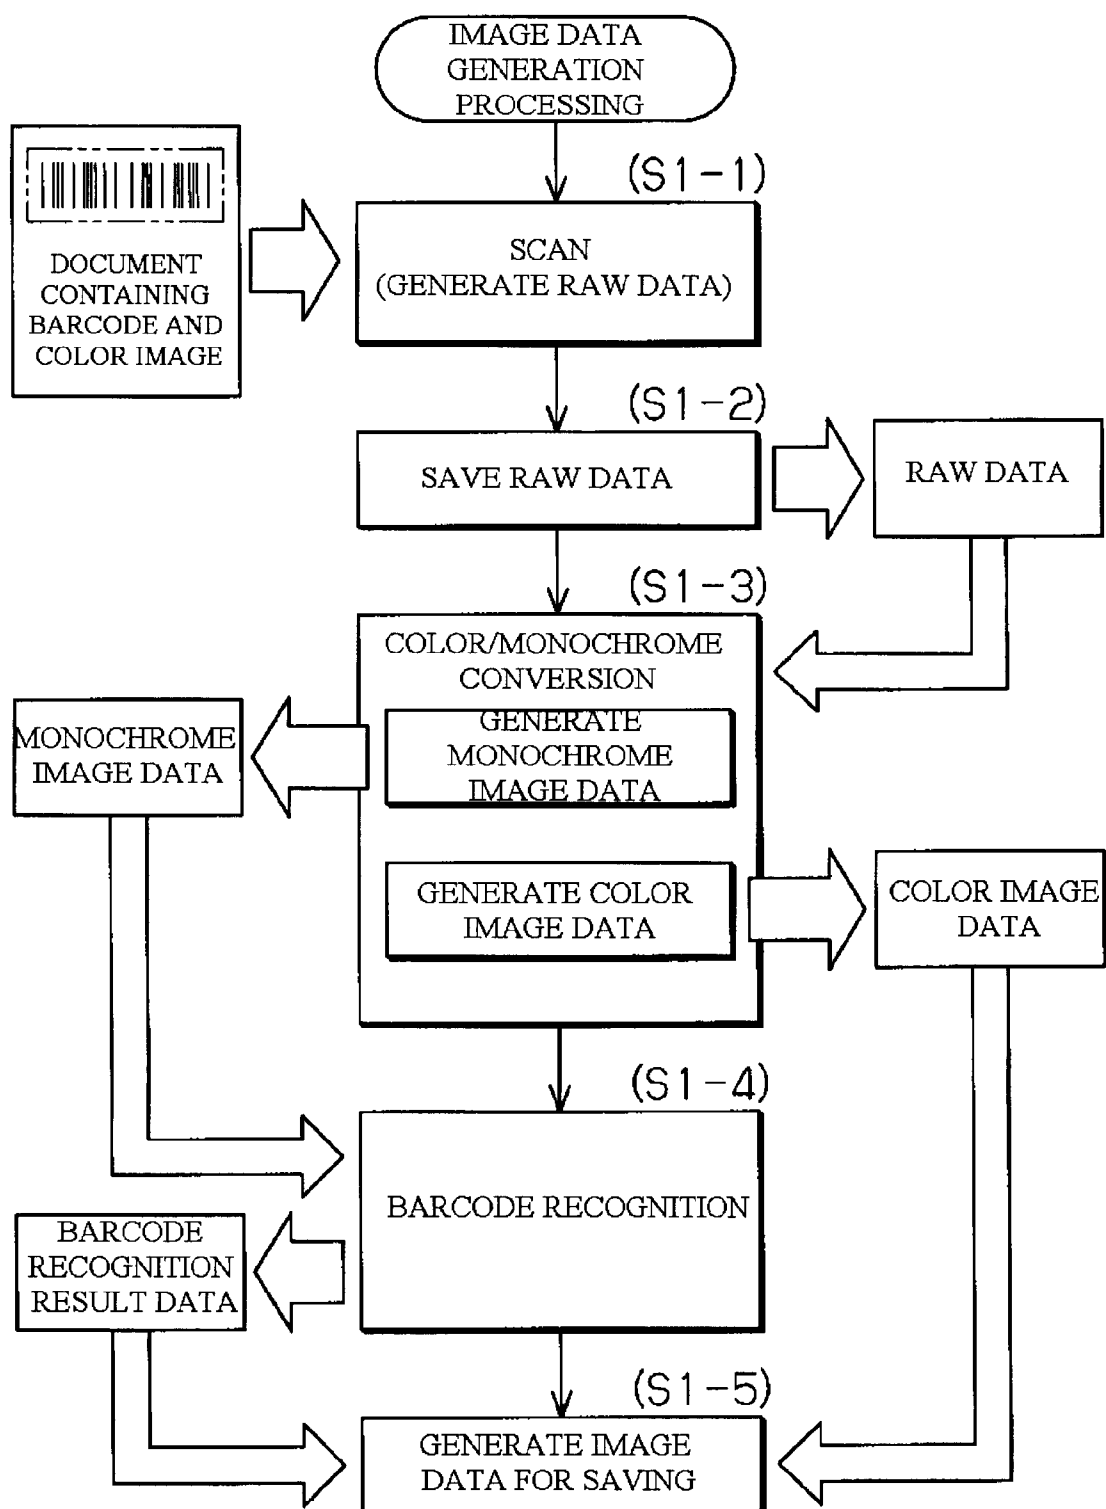 IMAGE DATA
GENERATION
PROCESSING
(S1-1)
SCAN
(GENERATE RAW DATA)
DOCUMENT
CONTAINING
BARCODE AND
COLOR IMAGE
(S1-2)
SAVE RAW DATA
RAW DATA
(S1-3)
COLOR/MONOCHROME
CONVERSION
GENERATE
MONOCHROME
IMAGE DATA
MONOCHROME
IMAGE DATA
GENERATE COLOR
IMAGE DATA
COLOR IMAGE
DATA
(S1-4)
BARCODE RECOGNITION
BARCODE
RECOGNITION
RESULT DATA
(S1-5)
GENERATE IMAGE
DATA FOR SAVING